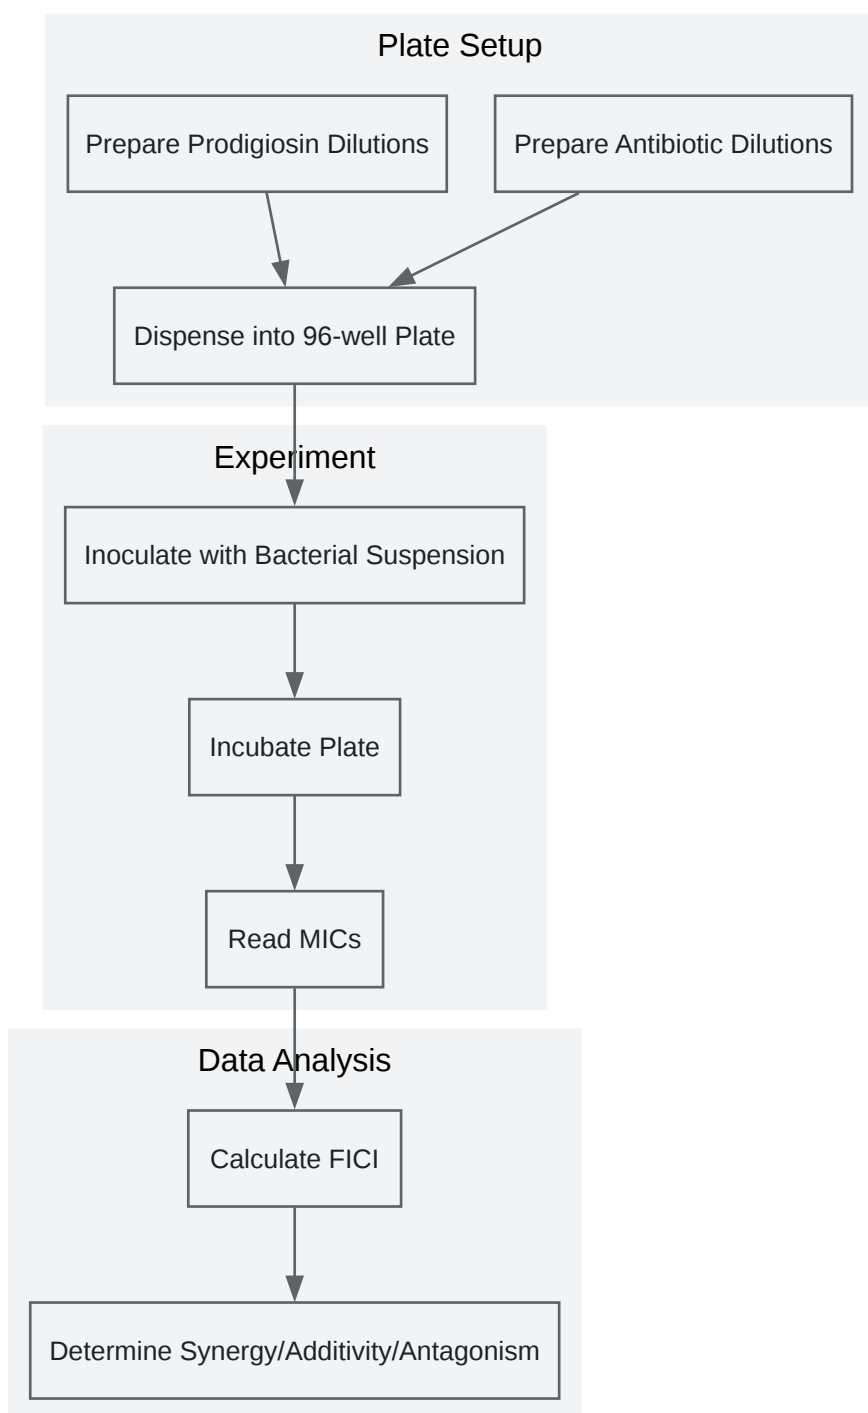 Plate Setup
Prepare Prodigiosin Dilutions
Prepare Antibiotic Dilutions
Dispense into 96-well Plate
Experiment
Inoculate with Bacterial Suspension
Incubate Plate
Read MICs
Data Analysis
Calculate FICI
Determine Synergy/Additivity/Antagonism